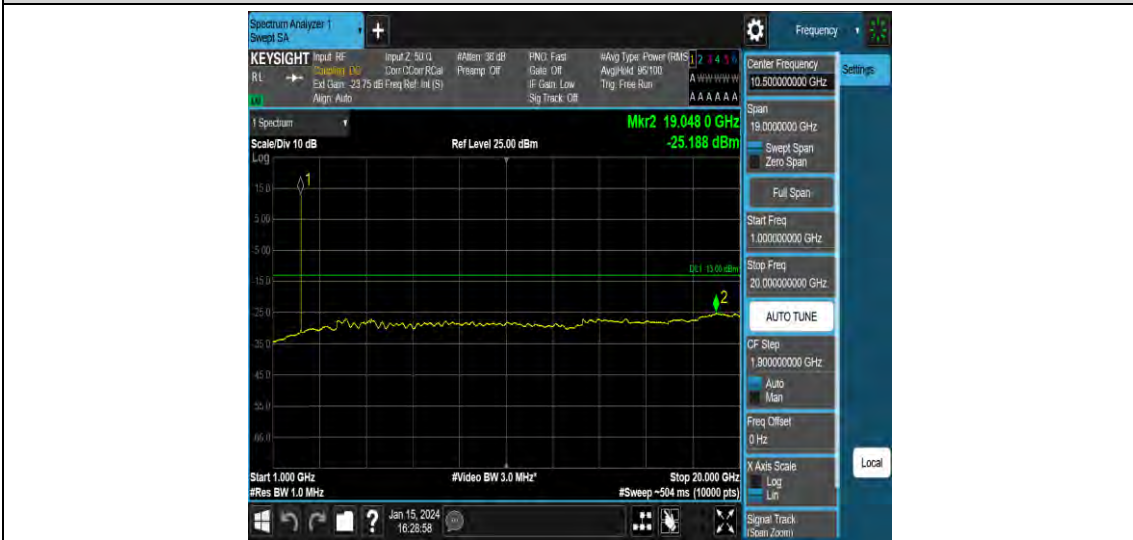 Spectrum Analyzer 1
Swept SA
+
Frequency
KEYSIGHT
RL
Input: RF
Coupling: DC
Ext Gain: -23.75 dB
Align: Auto
Input Z: 50 Ω
Corr CCorr RCal
Freq Ref: Int (S)
#Atten: 36 dB
Preamp: Off
PNO: Fast
Gate: Off
IF Gain: Low
Sig Track: Off
#Avg Type: Power (RMS
Avg|Hold: 96/100
Trig: Free Run
1 2 3 4 5 6
A WW WW W
A A A A A A
1 Spectrum
Scale/Div 10 dB
Log
Ref Level 25.00 dBm
Mkr2 19.048 0 GHz
-25.188 dBm
15.0
5.00
-5.00
-15.0
-25.0
-35.0
-45.0
-55.0
-65.0
1
2
Start 1.000 GHz
#Res BW 1.0 MHz
#Video BW 3.0 MHz*
Stop 20.000 GHz
#Sweep ~504 ms (10000 pts)
Center Frequency
10.500000000 GHz
Settings
Span
19.0000000 GHz
Swept Span
Zero Span
Full Span
Start Freq
1.000000000 GHz
Stop Freq
20.000000000 GHz
AUTO TUNE
CF Step
1.900000000 GHz
Auto
Man
Freq Offset
0 Hz
X Axis Scale
Log
Lin
Signal Track
(Span Zoom)
Local
?
Jan 15, 2024
16:28:58